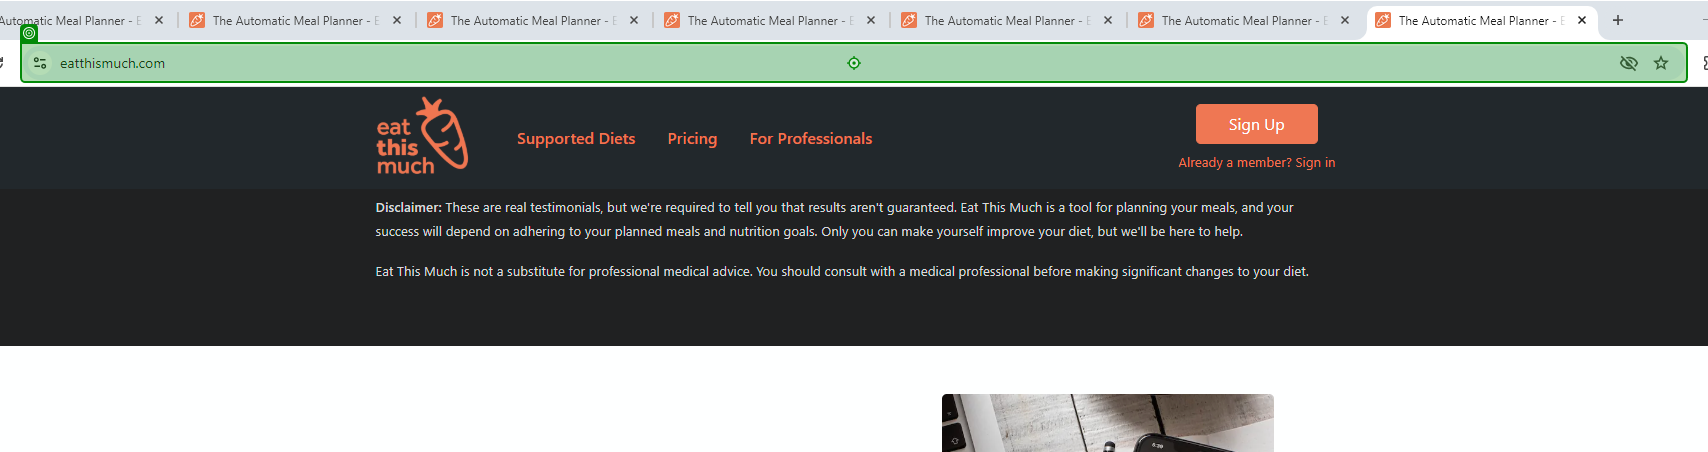 The Automatic Meal Planner - E
The Automatic Meal Planner - E
The Automatic Meal Planner - E
The Automatic Meal Planner - E
The Automatic Meal Planner - E
The Automatic Meal Planner - E
eatthismuch.com
eat
this
much
Supported Diets
Pricing
For Professionals
Sign Up
Already a member? Sign in
Disclaimer: These are real testimonials, but we're required to tell you that results aren't guaranteed. Eat This Much is a tool for planning your meals, and your
success will depend on adhering to your planned meals and nutrition goals. Only you can make yourself improve your diet, but we'll be here to help.
Eat This Much is not a substitute for professional medical advice. You should consult with a medical professional before making significant changes to your diet.